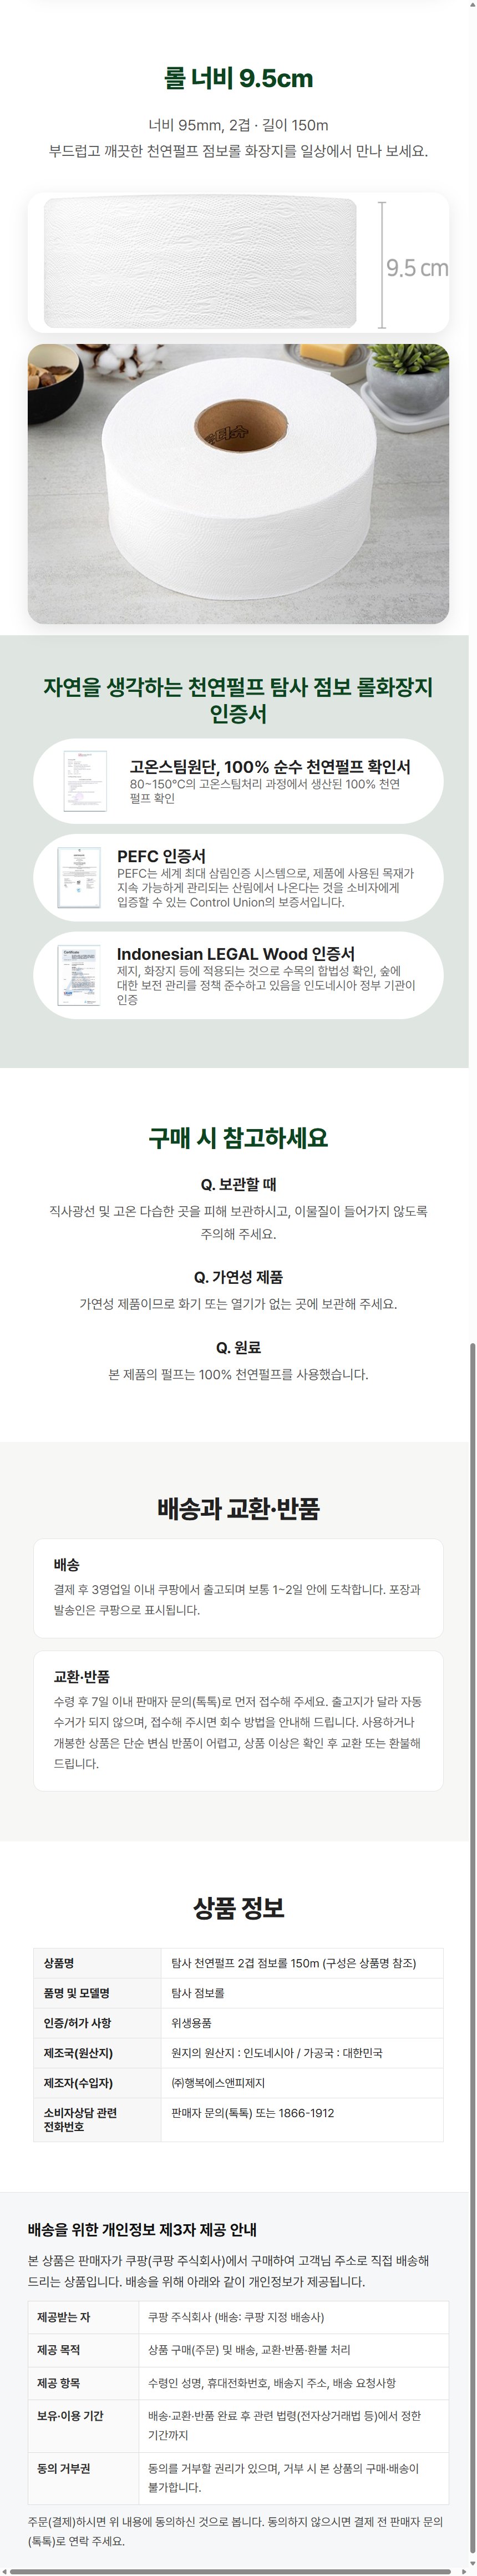 롤 너비 9.5cm
너비 95mm, 2겹 · 길이 150m
부드럽고 깨끗한 천연펄프 점보롤 화장지를 일상에서 만나 보세요.
9.5 cm
자연을 생각하는 천연펄프 탐사 점보 롤화장지
인증서
고온스팀원단, 100% 순수 천연펄프 확인서
80~150℃의 고온스팀처리 과정에서 생산된 100% 천연
펄프 확인
PEFC 인증서
PEFC는 세계 최대 삼림인증 시스템으로, 제품에 사용된 목재가
지속 가능하게 관리되는 산림에서 나온다는 것을 소비자에게
입증할 수 있는 Control Union의 보증서입니다.
Indonesian LEGAL Wood 인증서
제지, 화장지 등에 적용되는 것으로 수목의 합법성 확인, 숲에
대한 보전 관리를 정책 준수하고 있음을 인도네시아 정부 기관이
인증
구매 시 참고하세요
Q. 보관할 때
직사광선 및 고온 다습한 곳을 피해 보관하시고, 이물질이 들어가지 않도록
주의해 주세요.
Q. 가연성 제품
가연성 제품이므로 화기 또는 열기가 없는 곳에 보관해 주세요.
Q. 원료
본 제품의 펄프는 100% 천연펄프를 사용했습니다.
배송과 교환·반품
배송
결제 후 3영업일 이내 쿠팡에서 출고되며 보통 1~2일 안에 도착합니다. 포장과
발송인은 쿠팡으로 표시됩니다.
교환·반품
수령 후 7일 이내 판매자 문의(톡톡)로 먼저 접수해 주세요. 출고지가 달라 자동
수거가 되지 않으며, 접수해 주시면 회수 방법을 안내해 드립니다. 사용하거나
개봉한 상품은 단순 변심 반품이 어렵고, 상품 이상은 확인 후 교환 또는 환불해
드립니다.
상품 정보
상품명 탐사 천연펄프 2겹 점보롤 150m (구성은 상품명 참조)
품명 및 모델명 탐사 점보롤
인증/허가 사항 위생용품
제조국(원산지) 원지의 원산지 : 인도네시아 / 가공국 : 대한민국
제조자(수입자) ㈜행복에스앤피제지
소비자상담 관련 판매자 문의(톡톡) 또는 1866-1912
전화번호
배송을 위한 개인정보 제3자 제공 안내
본 상품은 판매자가 쿠팡(쿠팡 주식회사)에서 구매하여 고객님 주소로 직접 배송해
드리는 상품입니다. 배송을 위해 아래와 같이 개인정보가 제공됩니다.
제공받는 자 쿠팡 주식회사 (배송: 쿠팡 지정 배송사)
제공 목적 상품 구매(주문) 및 배송, 교환·반품·환불 처리
제공 항목 수령인 성명, 휴대전화번호, 배송지 주소, 배송 요청사항
보유·이용 기간 배송·교환·반품 완료 후 관련 법령(전자상거래법 등)에서 정한
기간까지
동의 거부권 동의를 거부할 권리가 있으며, 거부 시 본 상품의 구매·배송이
불가합니다.
주문(결제)하시면 위 내용에 동의하신 것으로 봅니다. 동의하지 않으시면 결제 전 판매자 문의
(톡톡)로 연락 주세요.